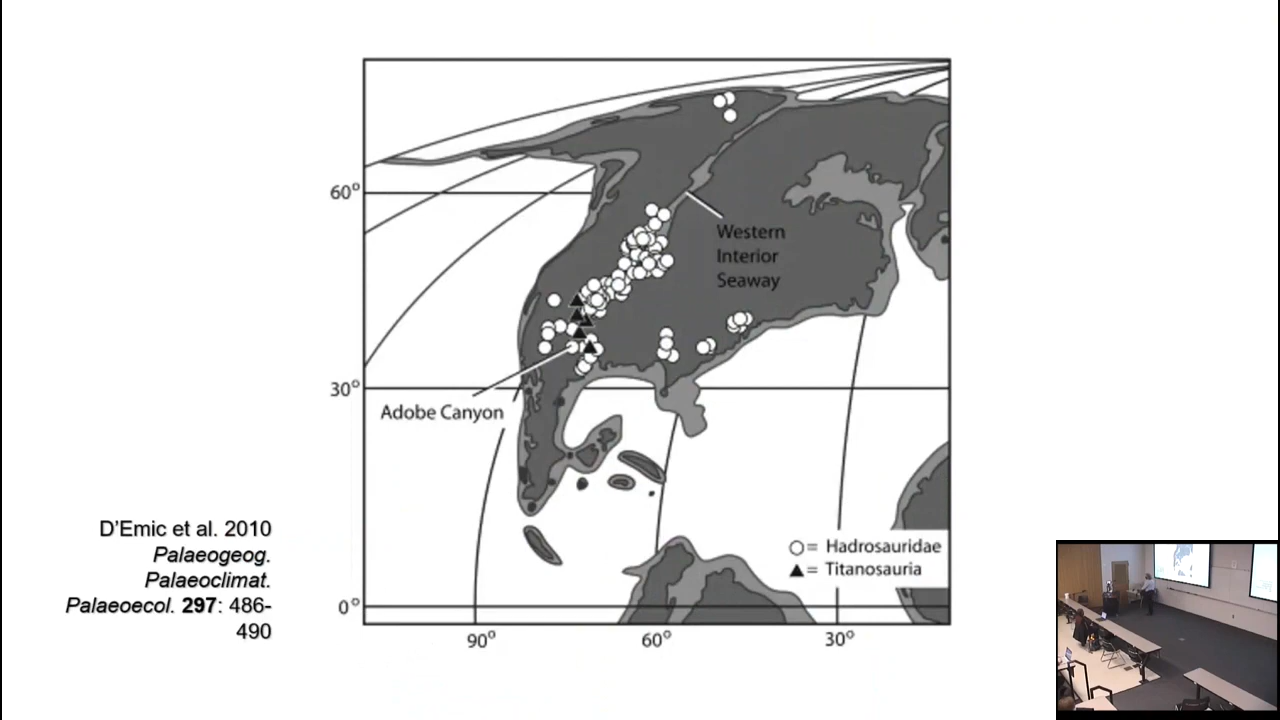 60°
Western
Interior
Seaway
30°
Adobe Canyon
D'Emic et al. 2010
Palaeogeog.
Palaeoclimat.
Palaeoecol. 297: 486-
490
○= Hadrosauridae
▲= Titanosauria
0°
90° 60° 30°